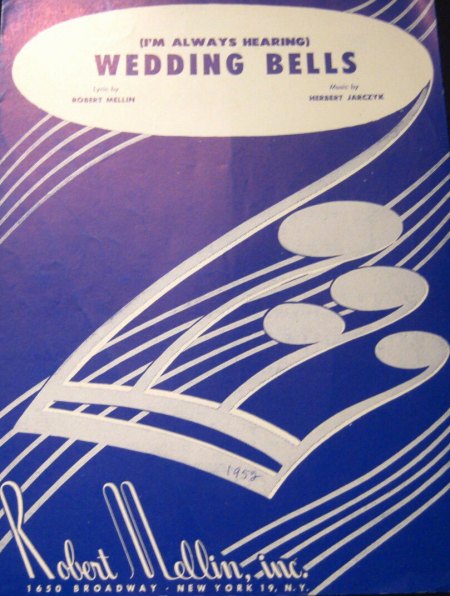 (I'M ALWAYS HEARING)
WEDDING BELLS
Lyric by
ROBERT MELLIN
Music by
HERBERT JARCZYK
1952
Robert Mellin, inc.
1650 BROADWAY · NEW YORK 19, N.Y.